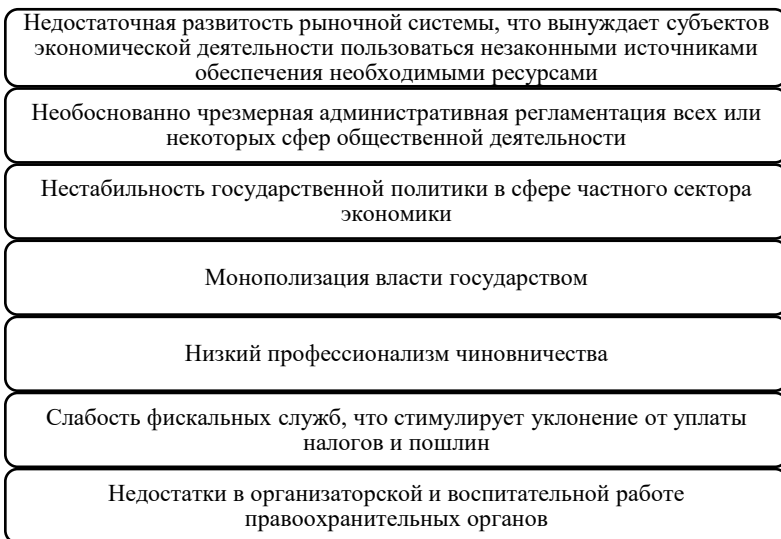 Недостаточная развитость рыночной системы, что вынуждает субъектов
экономической деятельности пользоваться незаконными источниками
обеспечения необходимыми ресурсами
Необоснованно чрезмерная административная регламентация всех или
некоторых сфер общественной деятельности
Нестабильность государственной политики в сфере частного сектора
экономики
Монополизация власти государством
Низкий профессионализм чиновничества
Слабость фискальных служб, что стимулирует уклонение от уплаты
налогов и пошлин
Недостатки в организаторской и воспитательной работе
правоохранительных органов